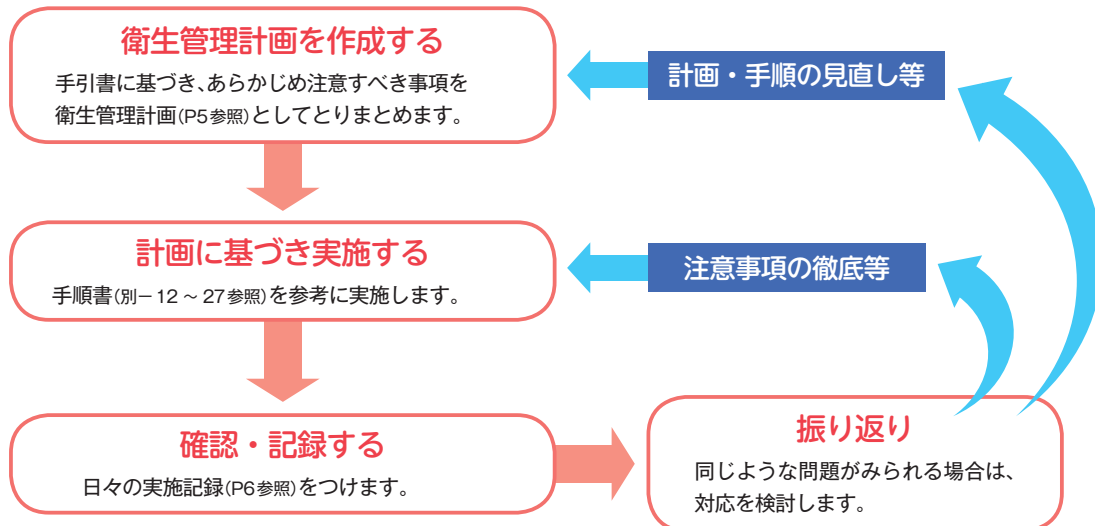 衛生管理計画を作成する
手引書に基づき、あらかじめ注意すべき事項を
衛生管理計画(P5参照)としてとりまとめます。
計画・手順の見直し等
計画に基づき実施する
手順書(別－12 ～ 27参照)を参考に実施します。
注意事項の徹底等
確認・記録する
日々の実施記録(P6参照)をつけます。
振り返り
同じような問題がみられる場合は、
対応を検討します。